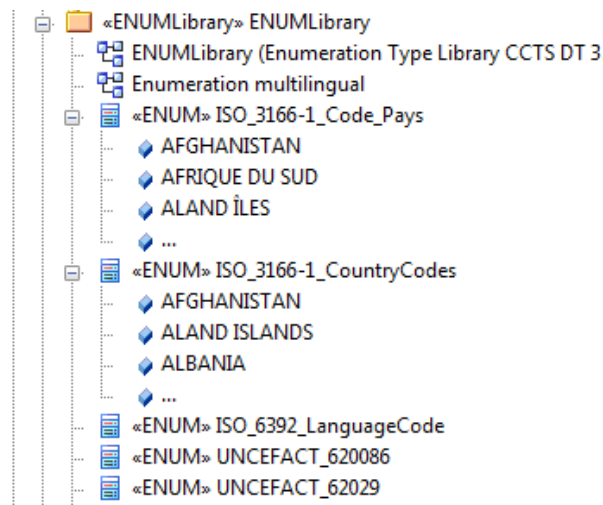 «ENUMLibrary» ENUMLibrary
ENUMLibrary (Enumeration Type Library CCTS DT 3
Enumeration multilingual
«ENUM» ISO_3166-1_Code_Pays
AFGHANISTAN
AFRIQUE DU SUD
ALAND ÎLES
...
«ENUM» ISO_3166-1_CountryCodes
AFGHANISTAN
ALAND ISLANDS
ALBANIA
...
«ENUM» ISO_6392_LanguageCode
«ENUM» UNCEFACT_620086
«ENUM» UNCEFACT_62029